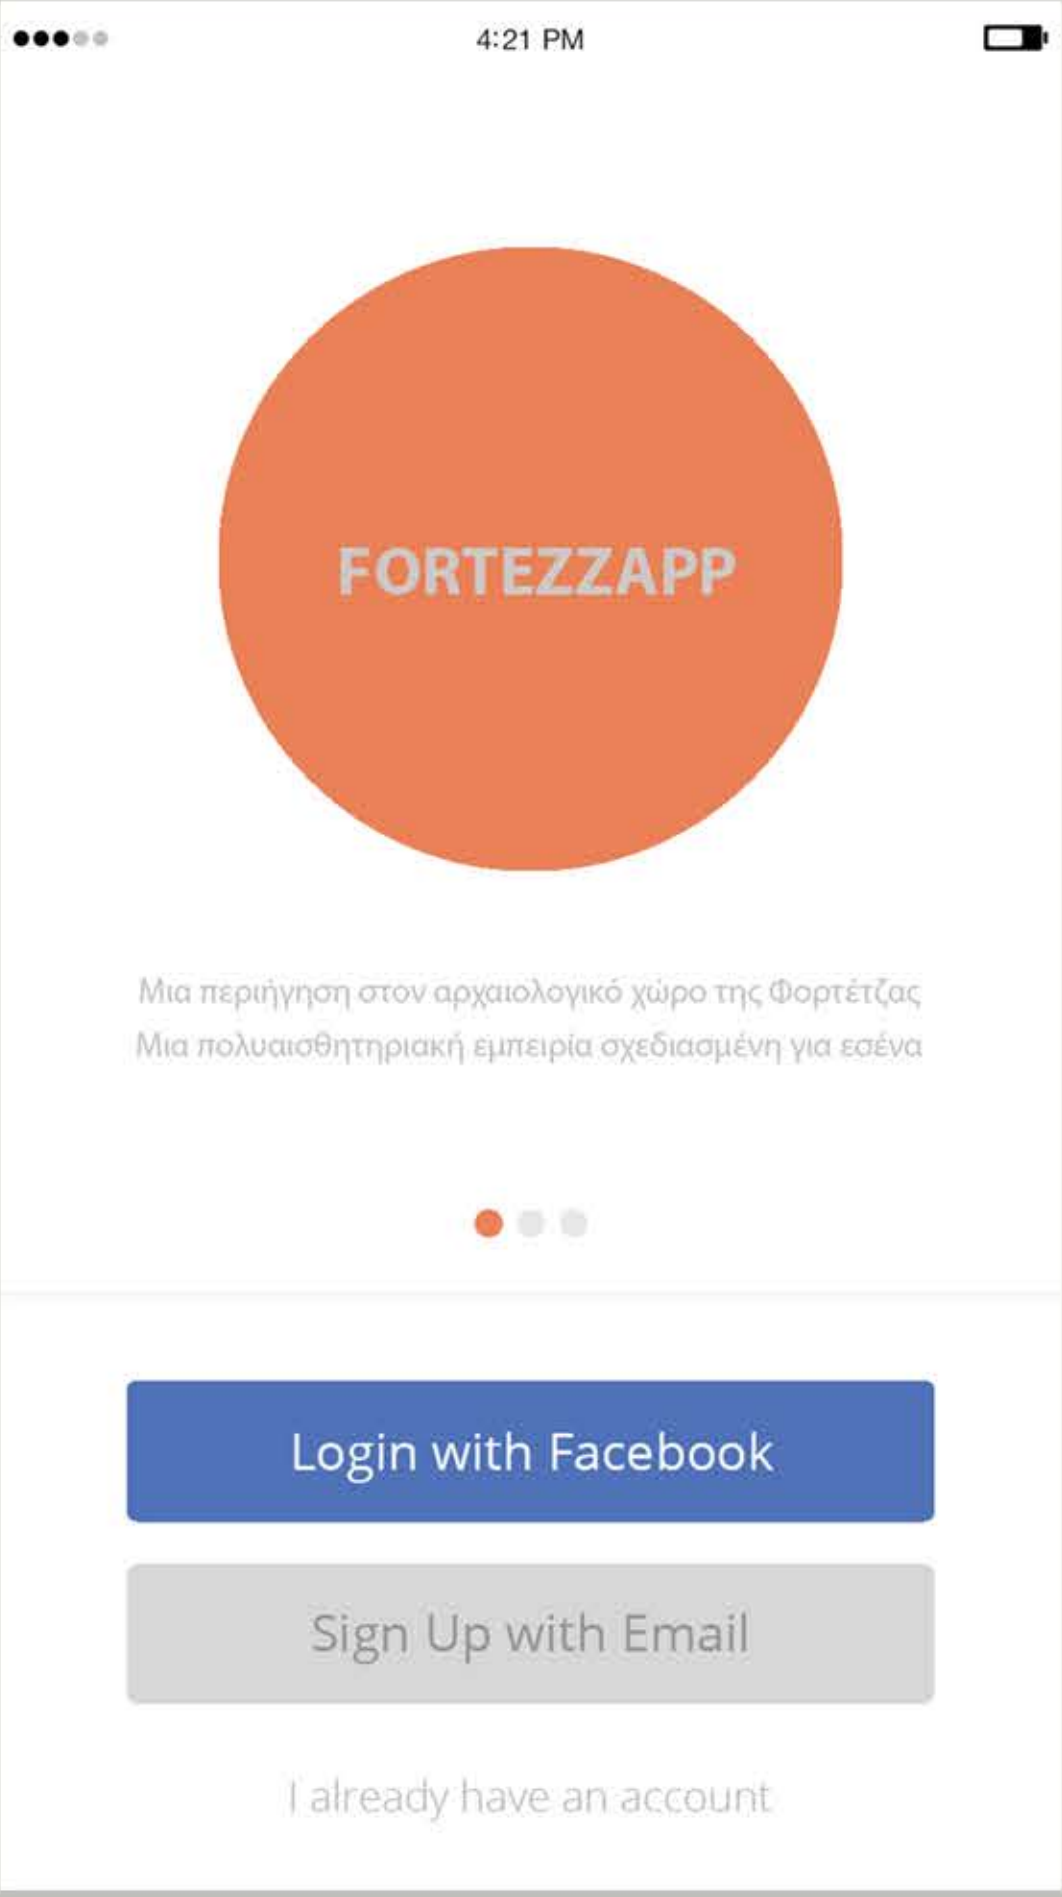 4:21 PM
FORTEZZAPP
Μια περιήγηση στον αρχαιολογικό χώρο της Φορτέτζας
Μια πολυαισθητηριακή εμπειρία σχεδιασμένη για εσένα
Login with Facebook
Sign Up with Email
I already have an account